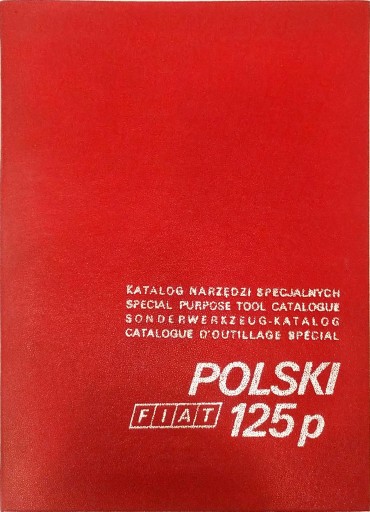 KATALOG NARZĘDZI SPECJALNYCH
SPECIAL PURPOSE TOOL CATALOGUE
SONDERWERKZEUG-KATALOG
CATALOGUE D'OUTILLAGE SPÉCIAL
POLSKI
FIAT 125p